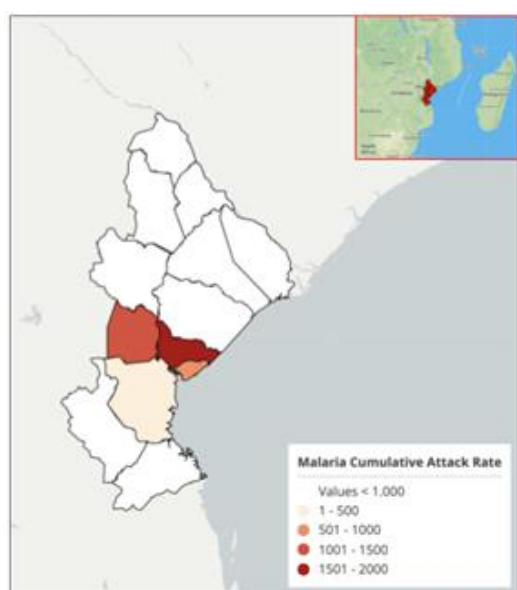 Malaria Cumulative Attack Rate
Values < 1,000
1 - 500
501 - 1000
1001 - 1500
1501 - 2000